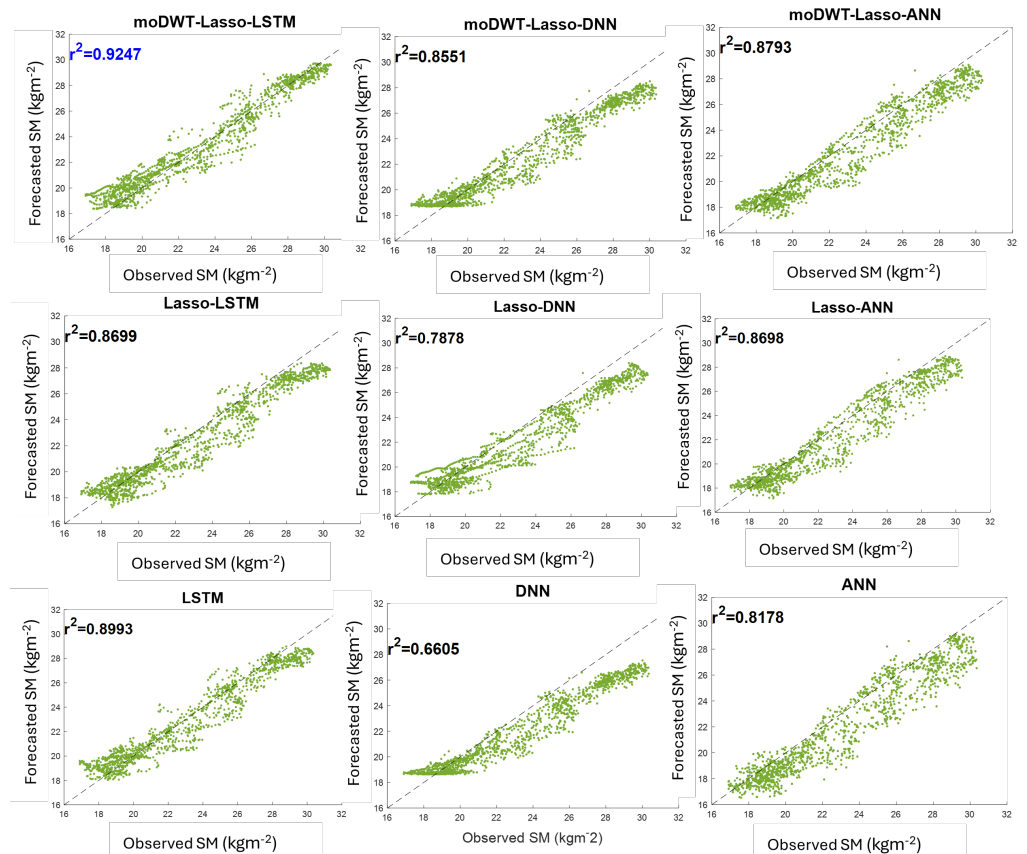 moDWT-Lasso-LSTM
r²=0.9247
Forecasted SM (kgm⁻²)
32
30
28
26
24
22
20
18
16
16 18 20 22 24 26 28 30 32
Observed SM (kgm⁻²)
moDWT-Lasso-DNN
r²=0.8551
Forecasted SM (kgm⁻²)
32
30
28
26
24
22
20
18
16
16 18 20 22 24 26 28 30 32
Observed SM (kgm⁻²)
moDWT-Lasso-ANN
r²=0.8793
Forecasted SM (kgm⁻²)
32
30
28
26
24
22
20
18
16
16 18 20 22 24 26 28 30 32
Observed SM (kgm⁻²)
Lasso-LSTM
r²=0.8699
Forecasted SM (kgm⁻²)
32
30
28
26
24
22
20
18
16
16 18 20 22 24 26 28 30 32
Observed SM (kgm⁻²)
Lasso-DNN
r²=0.7878
Forecasted SM (kgm⁻²)
32
30
28
26
24
22
20
18
16
16 18 20 22 24 26 28 30 32
Observed SM (kgm⁻²)
Lasso-ANN
r²=0.8698
Forecasted SM (kgm⁻²)
32
30
28
26
24
22
20
18
16
16 18 20 22 24 26 28 30 32
Observed SM (kgm⁻²)
LSTM
r²=0.8993
Forecasted SM (kgm⁻²)
32
30
28
26
24
22
20
18
16
16 18 20 22 24 26 28 30 32
Observed SM (kgm⁻²)
DNN
r²=0.6605
Forecasted SM (kgm⁻²)
32
30
28
26
24
22
20
18
16
16 18 20 22 24 26 28 30 32
Observed SM (kgm⁻2)
ANN
r²=0.8178
Forecasted SM (kgm⁻²)
32
30
28
26
24
22
20
18
16
16 18 20 22 24 26 28 30 32
Observed SM (kgm⁻²)